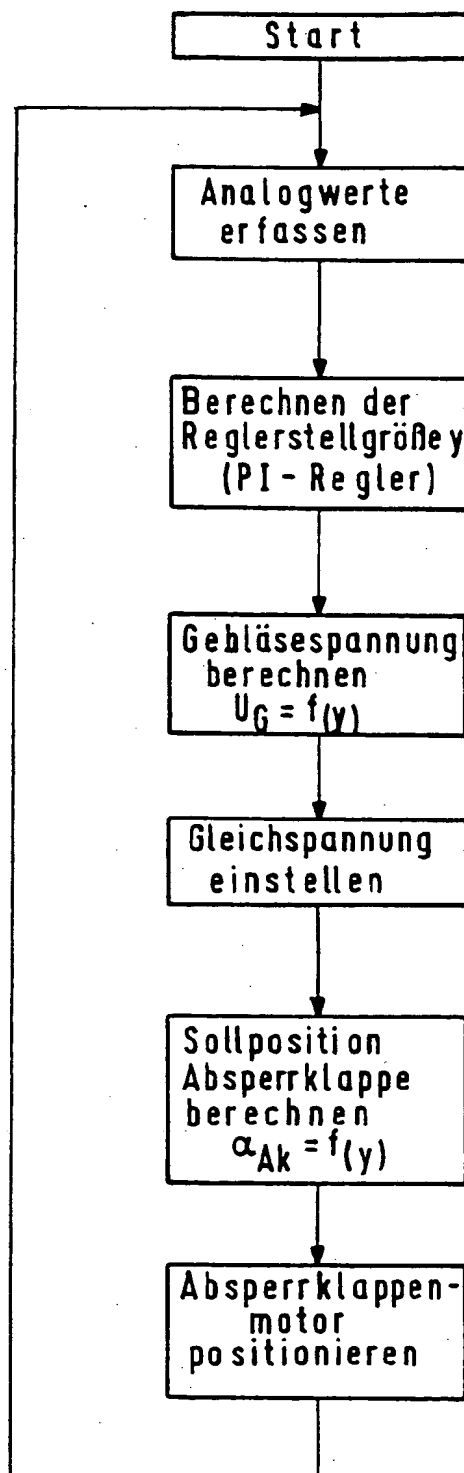 Start
Analogwerte
erfassen
Berechnen der
Reglerstellgröße y
(PI - Regler)
Gebläsespannung
berechnen
U_G = f(y)
Gleichspannung
einstellen
Sollposition
Absperrklappe
berechnen
α_Ak = f(y)
Absperrklappen-
motor
positionieren